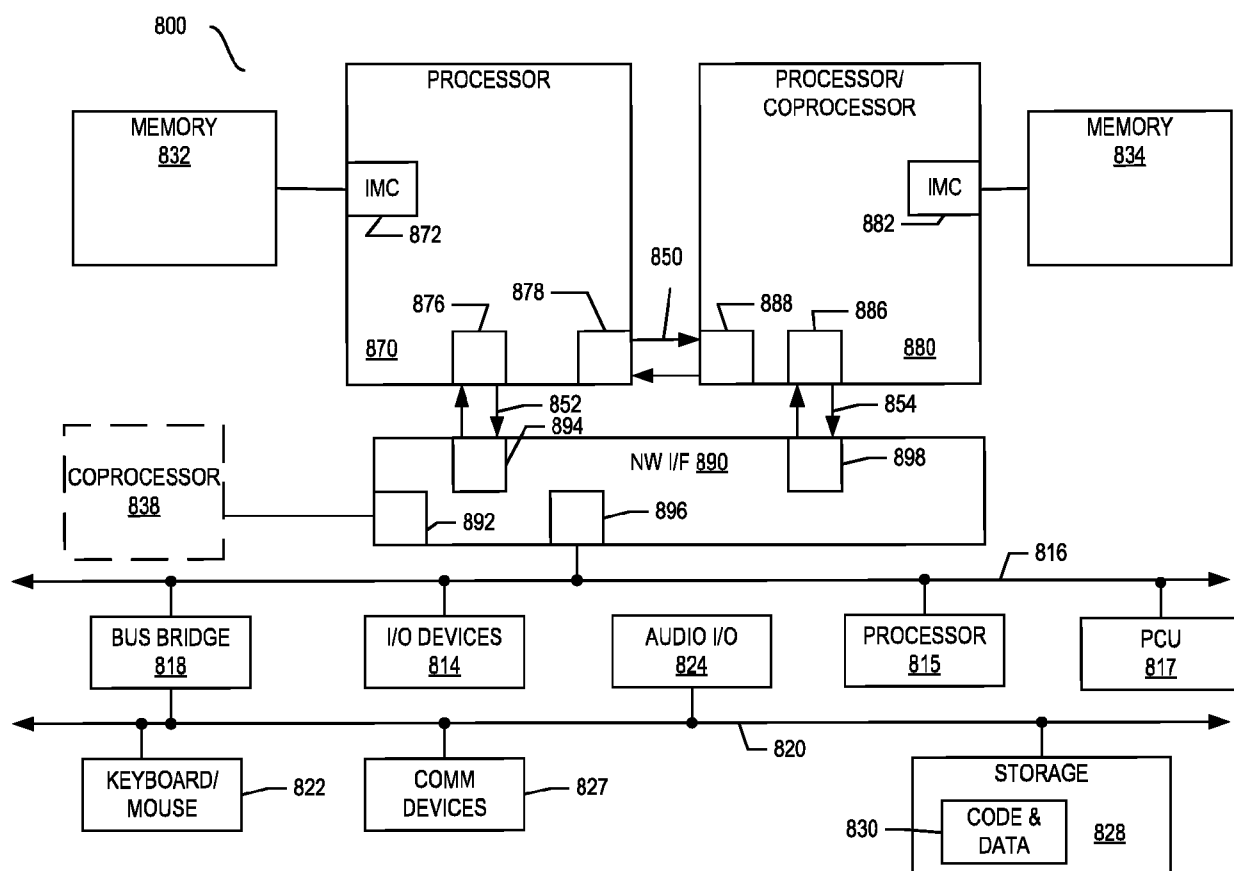 800
PROCESSOR
PROCESSOR/
COPROCESSOR
MEMORY
832
MEMORY
834
IMC
872
IMC
882
850
876
878
888
886
870
880
852
854
894
NW I/F 890
898
COPROCESSOR
838
892
896
816
BUS BRIDGE
818
I/O DEVICES
814
AUDIO I/O
824
PROCESSOR
815
PCU
817
820
KEYBOARD/
MOUSE
822
COMM
DEVICES
827
STORAGE
830
CODE &
DATA
828